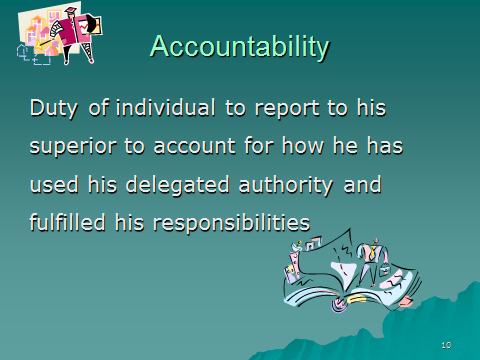 Accountability
Duty of individual to report to his
superior to account for how he has
used his delegated authority and
fulfilled his responsibilities
10